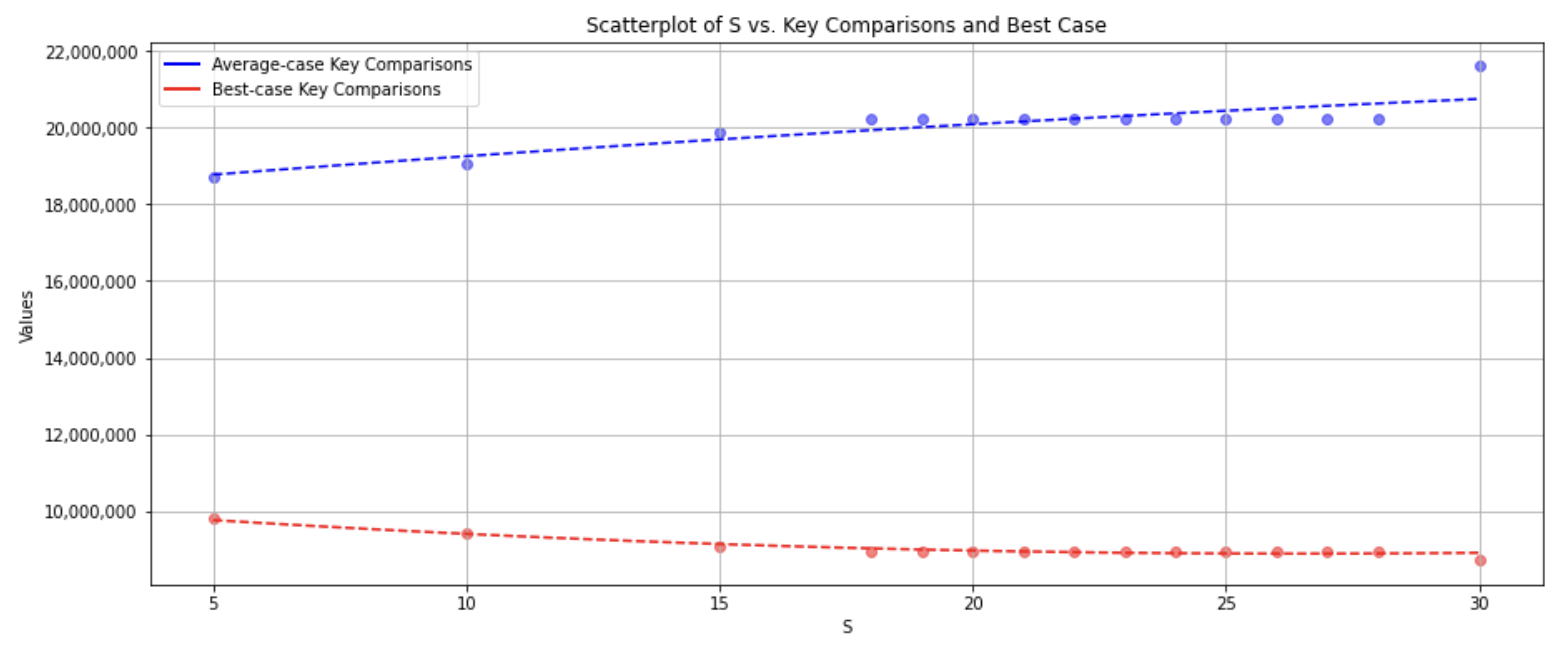 Scatterplot of S vs. Key Comparisons and Best Case
22,000,000
20,000,000
18,000,000
16,000,000
14,000,000
12,000,000
10,000,000
Values
Average-case Key Comparisons
Best-case Key Comparisons
5 10 15 20 25 30
S